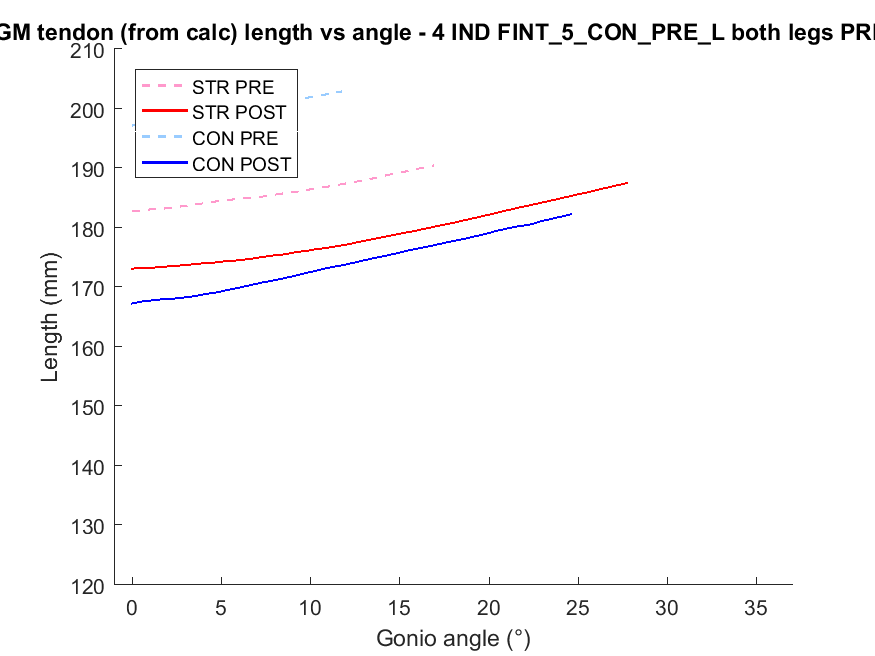 GM tendon (from calc) length vs angle - 4 IND FINT_5_CON_PRE_L both legs PRE
210
200
190
180
170
160
150
140
130
120
Length (mm)
STR PRE
STR POST
CON PRE
CON POST
0 5 10 15 20 25 30 35
Gonio angle (°)